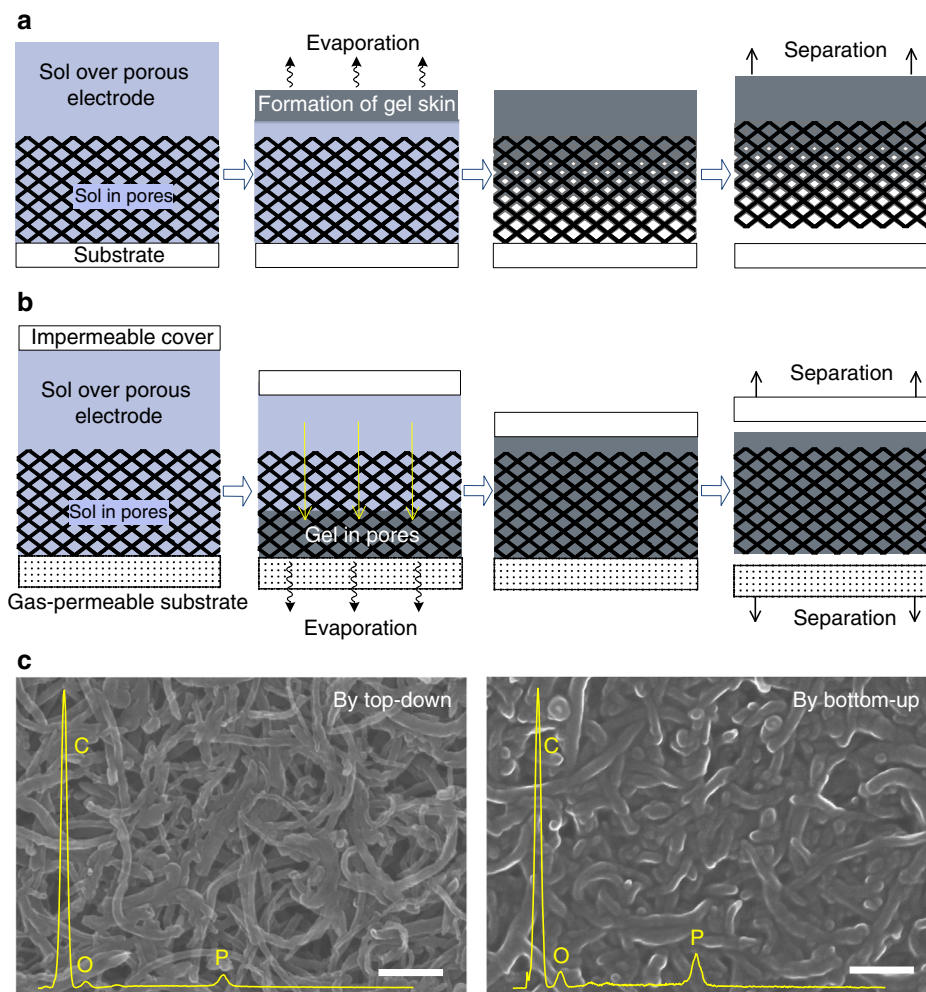 a
Evaporation
Separation
Sol over porous
electrode
Formation of gel skin
Sol in pores
Substrate
b
Impermeable cover
Separation
Sol over porous
electrode
Sol in pores
Gel in pores
Gas-permeable substrate
Evaporation
Separation
c
By top-down
C
O
P
By bottom-up
C
O
P